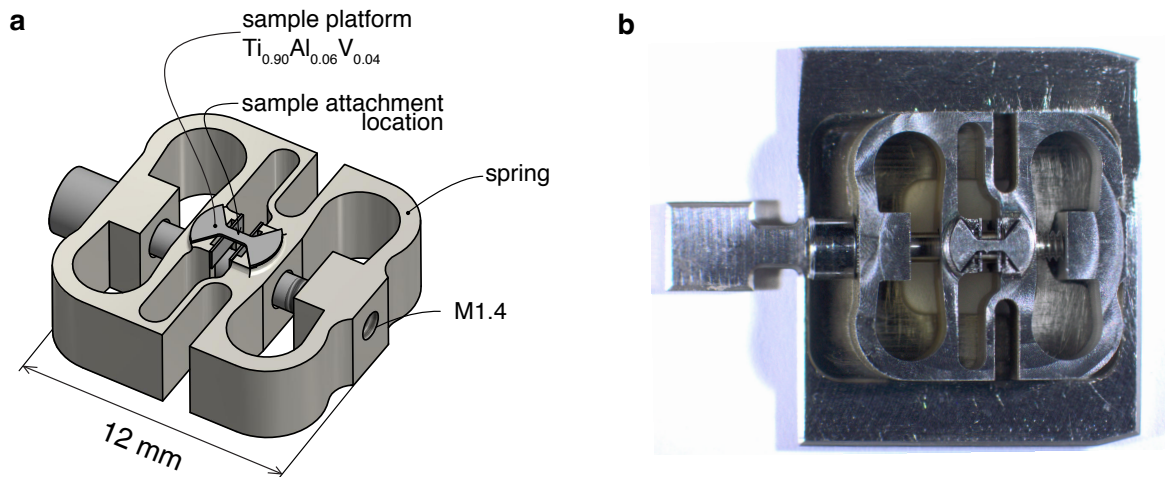 a
sample platform
Ti0.90Al0.06V0.04
sample attachment
location
spring
M1.4
12 mm
b